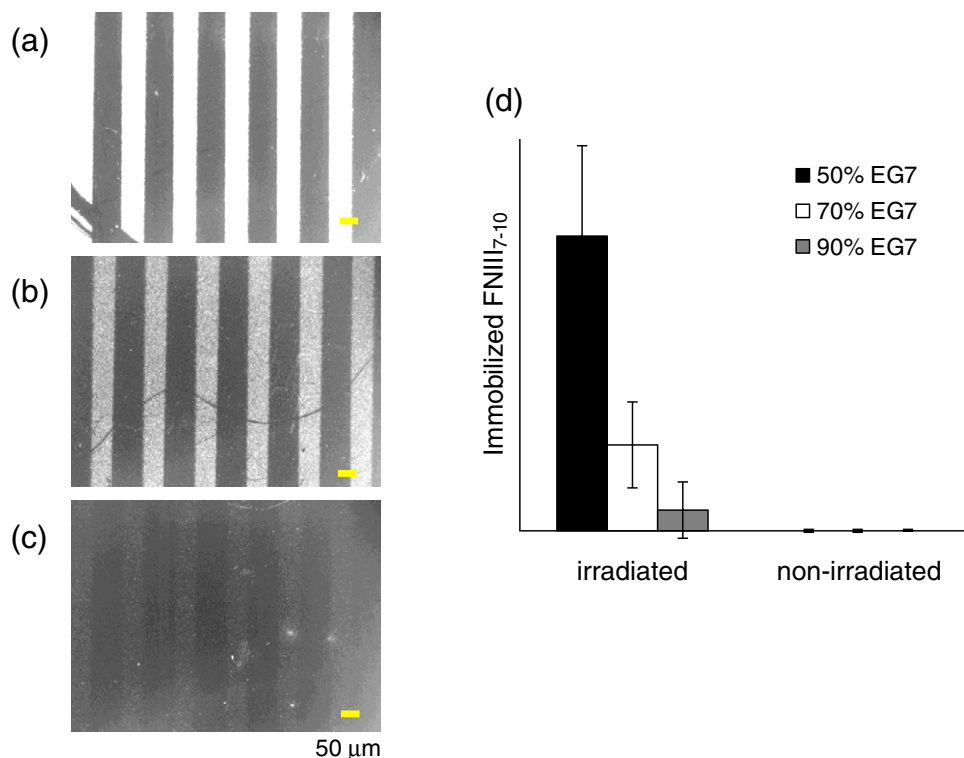 (a)
(b)
(c)
50 μm
(d)
Immobilized FNIII7-10
50% EG7
70% EG7
90% EG7
irradiated
non-irradiated